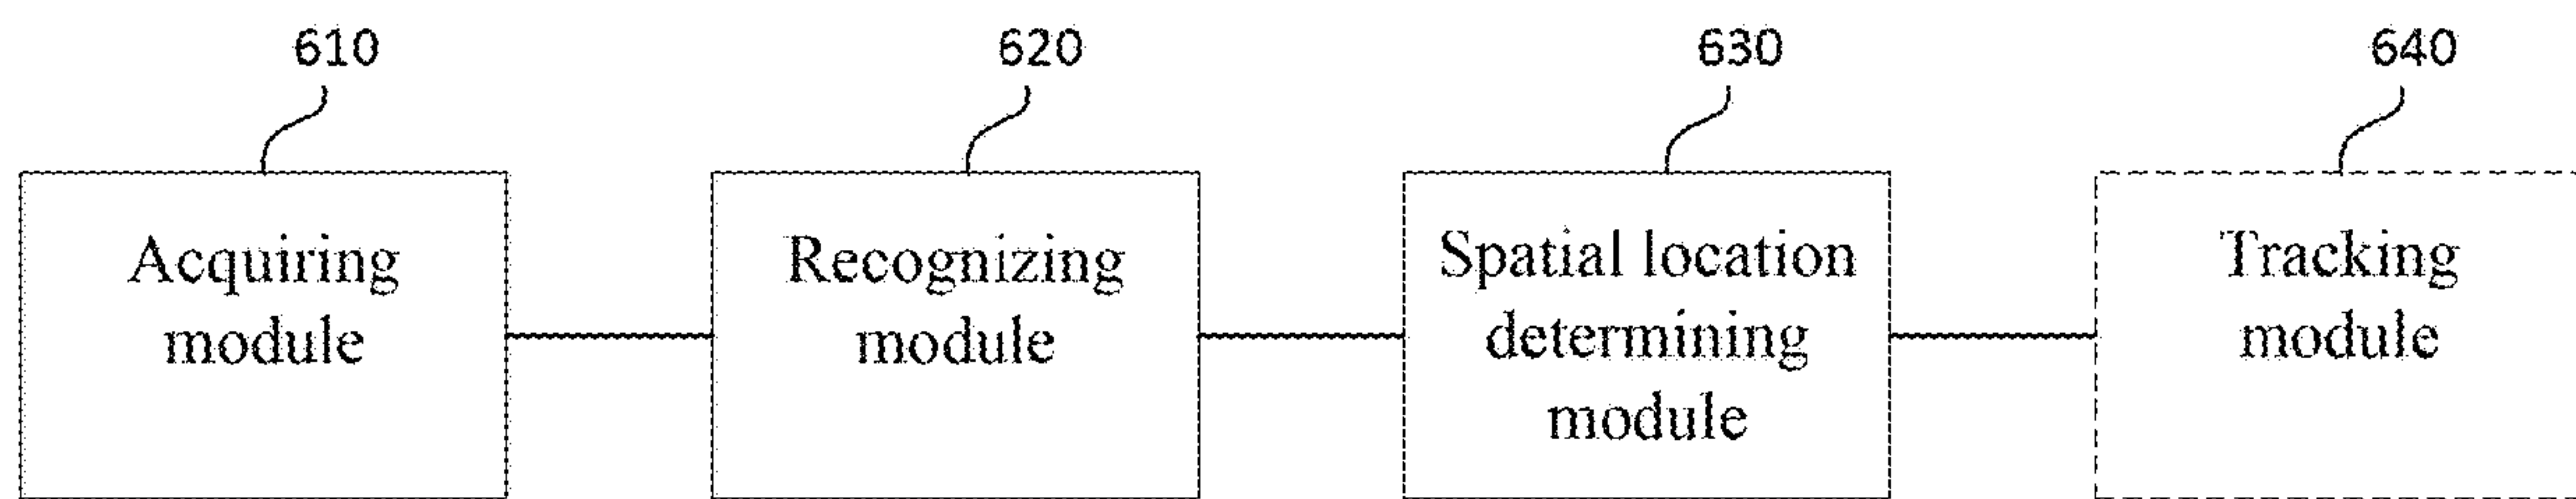 610
620
630
640
Acquiring
module
Recognizing
module
Spatial location
determining
module
Tracking
module